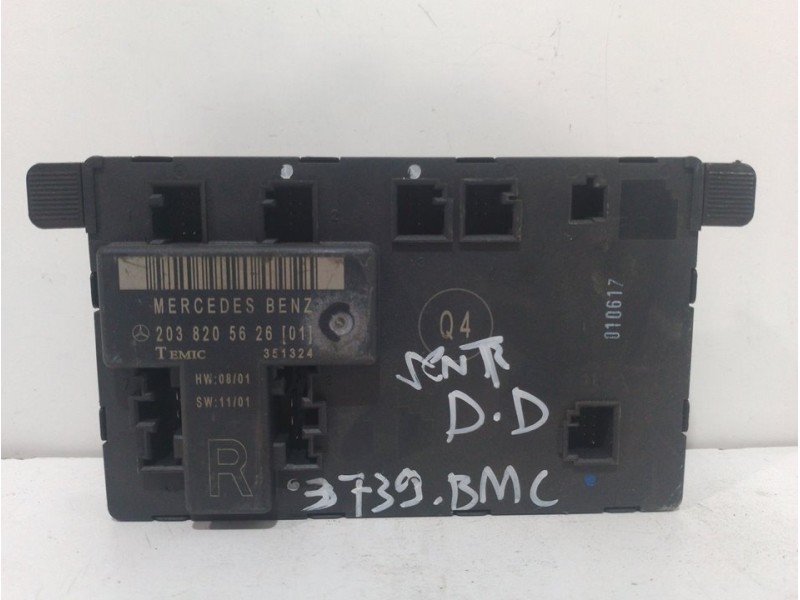 MERCEDES BENZ
203 820 56 26 [01]
TEMIC 351324
HW:08/01
SW:11/01
R
Q4
010617
D.D
3739.BMC